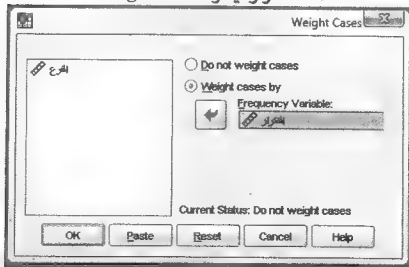 Weight Cases
الفرع
Do not weight cases
Weight cases by
Frequency Variable:
التكرار
Current Status: Do not weight cases
OK Paste Reset Cancel Help